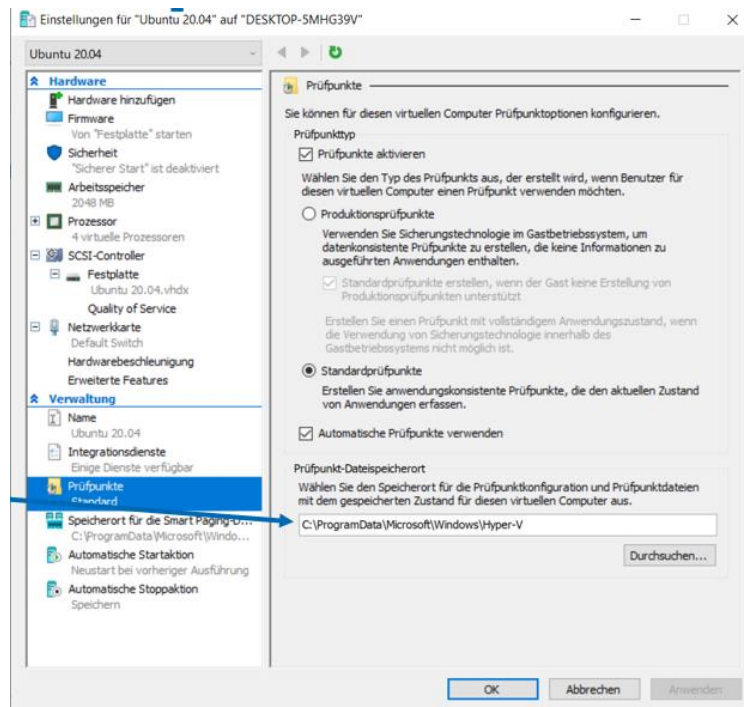 Einstellungen für "Ubuntu 20.04" auf "DESKTOP-5MHG39V"
Ubuntu 20.04
Hardware
Hardware hinzufügen
Firmware
Von "Festplatte" starten
Sicherheit
"Sicherer Start" ist deaktiviert
Arbeitsspeicher
2048 MB
Prozessor
4 virtuelle Prozessoren
SCSI-Controller
Festplatte
Ubuntu 20.04.vhdx
Quality of Service
Netzwerkkarte
Default Switch
Hardwarebeschleunigung
Erweiterte Features
Verwaltung
Name
Ubuntu 20.04
Integrationsdienste
Einige Dienste verfügbar
Prüfpunkte
Standard
Speicherort für die Smart Paging-D...
C:\ProgramData\Microsoft\Windo...
Automatische Startaktion
Neustart bei vorheriger Ausführung
Automatische Stoppaktion
Speichern
Prüfpunkte
Sie können für diesen virtuellen Computer Prüfpunktoptionen konfigurieren.
Prüfpunkttyp
Prüfpunkte aktivieren
Wählen Sie den Typ des Prüfpunkts aus, der erstellt wird, wenn Benutzer für
diesen virtuellen Computer einen Prüfpunkt verwenden möchten.
Produktionsprüfpunkte
Verwenden Sie Sicherungstechnologie im Gastbetriebssystem, um
datenkonsistente Prüfpunkte zu erstellen, die keine Informationen zu
ausgeführten Anwendungen enthalten.
Standardprüfpunkte erstellen, wenn der Gast keine Erstellung von
Produktionsprüfpunkten unterstützt
Erstellen Sie einen Prüfpunkt mit vollständigem Anwendungszustand, wenn
die Verwendung von Sicherungstechnologie innerhalb des
Gastbetriebssystems nicht möglich ist.
Standardprüfpunkte
Erstellen Sie anwendungskonsistente Prüfpunkte, die den aktuellen Zustand
von Anwendungen erfassen.
Automatische Prüfpunkte verwenden
Prüfpunkt-Dateispeicherort
Wählen Sie den Speicherort für die Prüfpunktkonfiguration und Prüfpunktdateien
mit dem gespeicherten Zustand für diesen virtuellen Computer aus.
C:\ProgramData\Microsoft\Windows\Hyper-V
Durchsuchen...
OK
Abbrechen
Anwenden